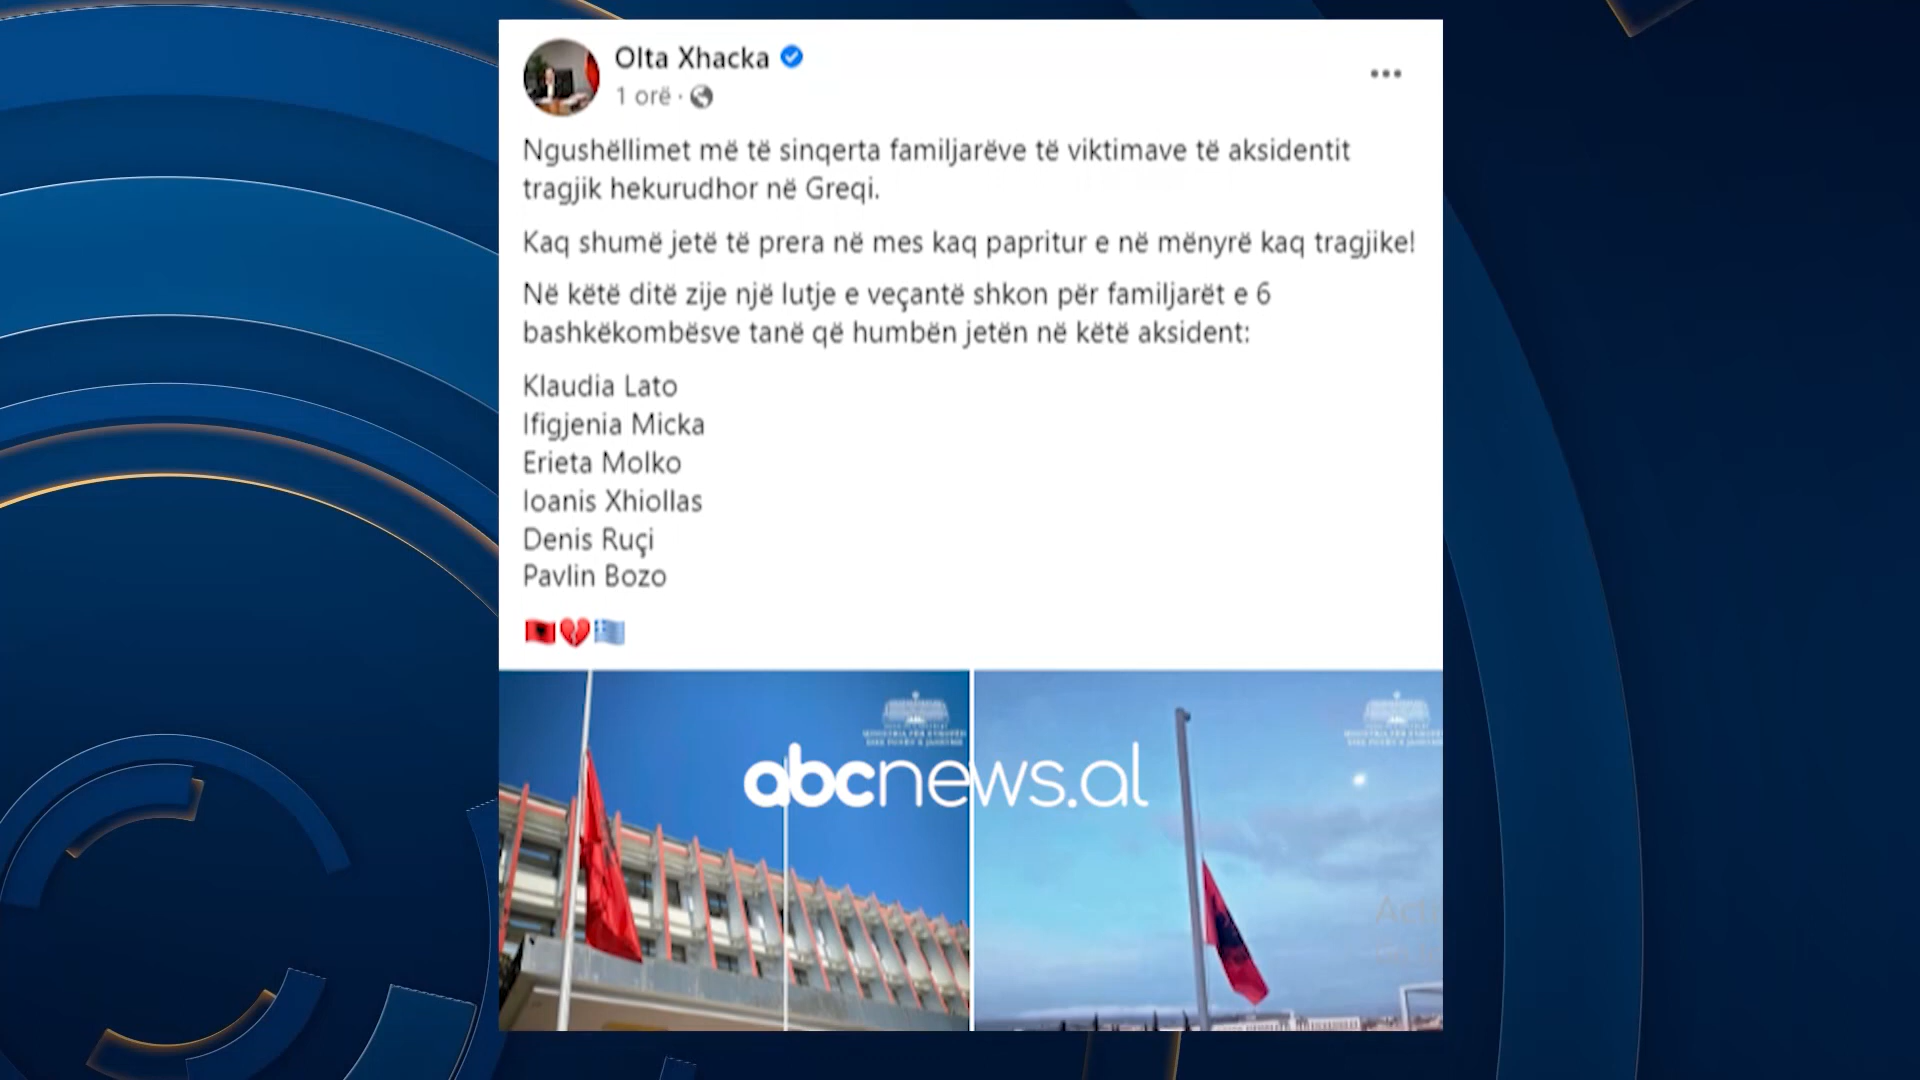 Olta Xhacka
1 orë ·
Ngushëllimet më të sinqerta familjarëve të viktimave të aksidentit
tragjik hekurudhor në Greqi.
Kaq shumë jetë të prera në mes kaq papritur e në mënyrë kaq tragjike!
Në këtë ditë zije një lutje e veçantë shkon për familjarët e 6
bashkëkombësve tanë që humbën jetën në këtë aksident:
Klaudia Lato
Ifigjenia Micka
Erieta Molko
Ioanis Xhiollas
Denis Ruçi
Pavlin Bozo
abcnews.al